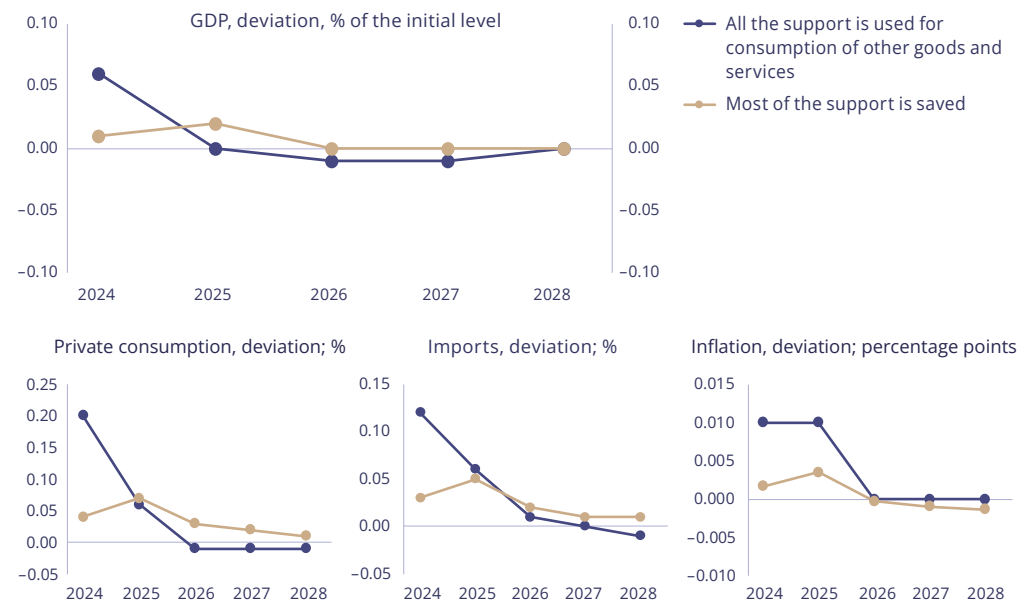 GDP, deviation, % of the initial level
0.10
0.05
0.00
–0.05
–0.10
0.10
0.05
0.00
–0.05
–0.10
2024 2025 2026 2027 2028
All the support is used for
consumption of other goods and
services
Most of the support is saved
Private consumption, deviation; %
0.25
0.20
0.15
0.10
0.05
0.00
–0.05
2024 2025 2026 2027 2028
Imports, deviation; %
0.15
0.10
0.05
0.00
–0.05
2024 2025 2026 2027 2028
Inflation, deviation; percentage points
0.015
0.010
0.005
0.000
–0.005
–0.010
2024 2025 2026 2027 2028